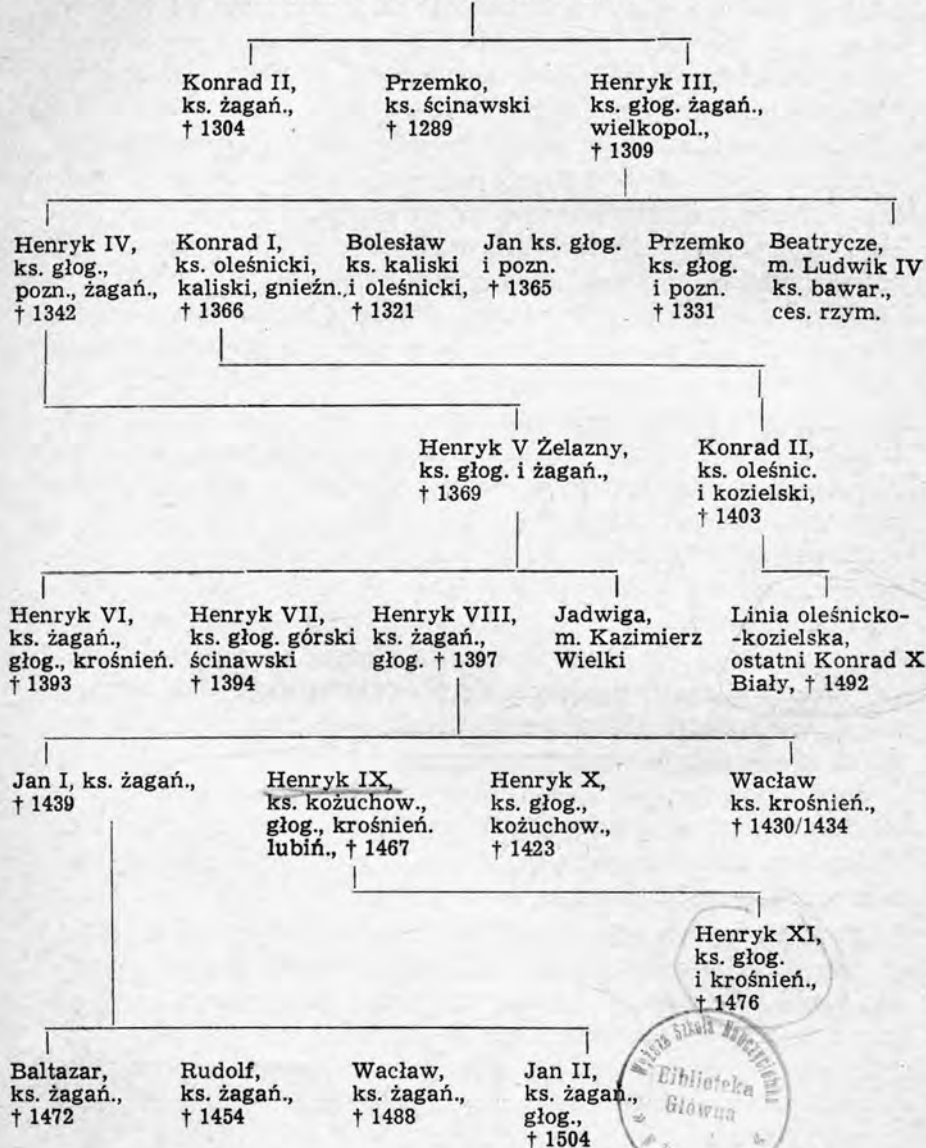 Konrad II,
ks. żagań.,
† 1304
Przemko,
ks. ścinawski
† 1289
Henryk III,
ks. głog. żagań.,
wielkopol.,
† 1309
Henryk IV,
ks. głog.,
pozn., żagań.,
† 1342
Konrad I,
ks. oleśnicki,
kaliski, gnieźn.,
† 1366
Bolesław
ks. kaliski
i oleśnicki,
† 1321
Jan ks. głog.
i pozn.
† 1365
Przemko
ks. głog.
i pozn.
† 1331
Beatrycze,
m. Ludwik IV
ks. bawar.,
ces. rzym.
Henryk V Żelazny,
ks. głog. i żagań.,
† 1369
Konrad II,
ks. oleśnic.
i kozielski,
† 1403
Henryk VI,
ks. żagań.,
głog., krośnień.
† 1393
Henryk VII,
ks. głog. górski
ścinawski
† 1394
Henryk VIII,
ks. żagań.,
głog. † 1397
Jadwiga,
m. Kazimierz
Wielki
Linia oleśnicko-
-kozielska,
ostatni Konrad X
Biały, † 1492
Jan I, ks. żagań.,
† 1439
Henryk IX,
ks. kożuchow.,
głog., krośnień.
lubiń., † 1467
Henryk X,
ks. głog.,
kożuchow.,
† 1423
Wacław
ks. krośnień.,
† 1430/1434
Henryk XI,
ks. głog.
i krośnień.,
† 1476
Baltazar,
ks. żagań.,
† 1472
Rudolf,
ks. żagań.,
† 1454
Wacław,
ks. żagań.,
† 1488
Jan II,
ks. żagań.,
głog.,
† 1504
Wyższa Szkoła Nauczycielska
Biblioteka
Główna